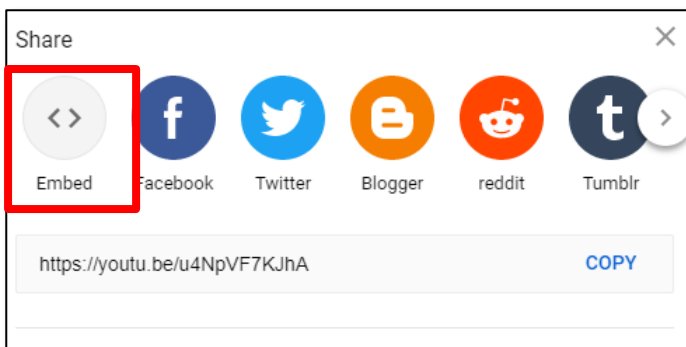 Share
Embed Facebook Twitter Blogger reddit Tumblr
https://youtu.be/u4NpVF7KJhA COPY